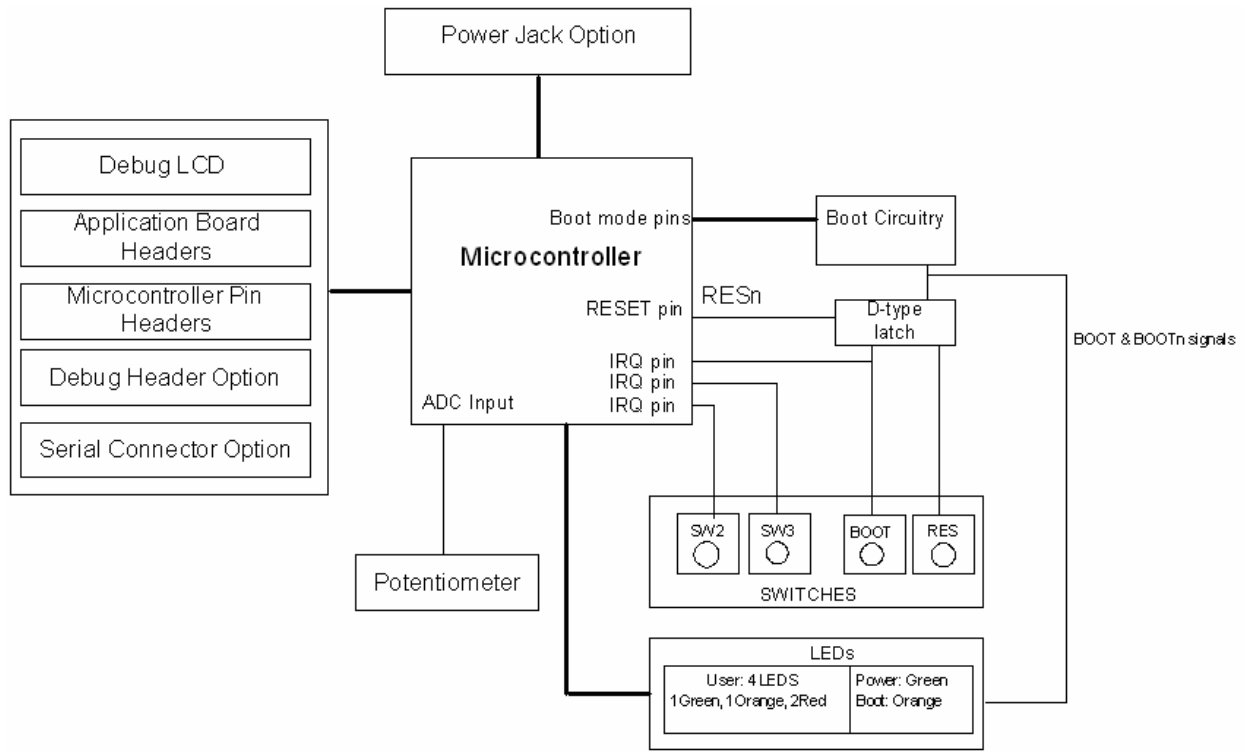 Power Jack Option
Debug LCD
Application Board
Headers
Microcontroller Pin
Headers
Debug Header Option
Serial Connector Option
Boot mode pins
Microcontroller
RESET pin
IRQ pin
IRQ pin
IRQ pin
ADC Input
RESn
Boot Circuitry
D-type
latch
BOOT & BOOTn signals
Potentiometer
SW2
SW3
BOOT
RES
SWITCHES
LEDs
User: 4 LEDS
1Green, 1Orange, 2Red
Power: Green
Boot: Orange